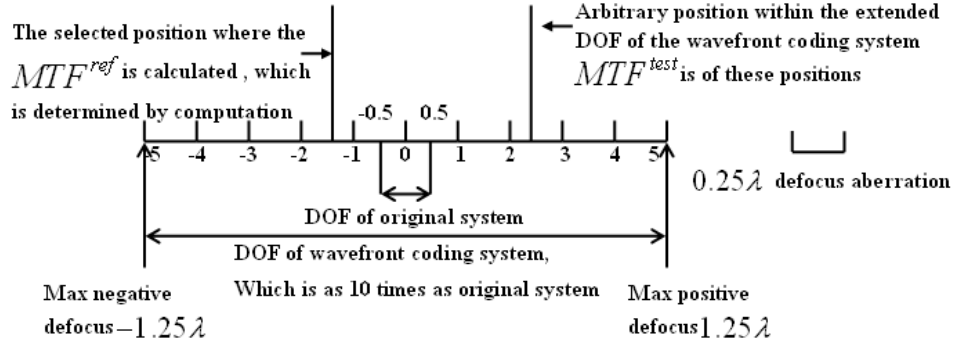 The selected position where the
MTF^ref is calculated , which
is determined by computation
Arbitrary position within the extended
DOF of the wavefront coding system
MTF^test is of these positions
-0.5 0.5
-5 -4 -3 -2 -1 0 1 2 3 4 5
0.25λ defocus aberration
DOF of original system
DOF of wavefront coding system,
Which is as 10 times as original system
Max negative
defocus −1.25λ
Max positive
defocus 1.25λ